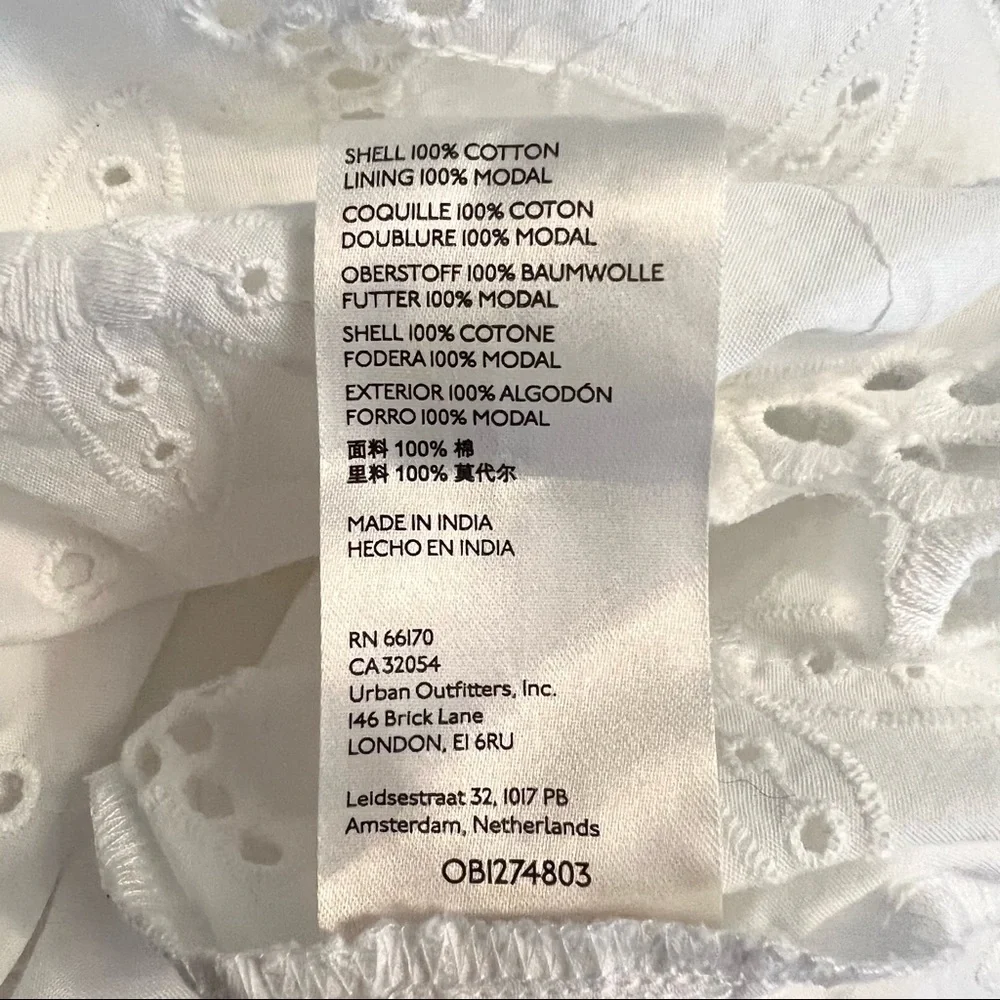 SHELL 100% COTTON
LINING 100% MODAL
COQUILLE 100% COTON
DOUBLURE 100% MODAL
OBERSTOFF 100% BAUMWOLLE
FUTTER 100% MODAL
SHELL 100% COTONE
FODERA 100% MODAL
EXTERIOR 100% ALGODÓN
FORRO 100% MODAL
面料 100% 棉
里料 100% 莫代尔
MADE IN INDIA
HECHO EN INDIA
RN 66170
CA 32054
Urban Outfitters, Inc.
146 Brick Lane
LONDON, E1 6RU
Leidsestraat 32, 1017 PB
Amsterdam, Netherlands
OB1274803